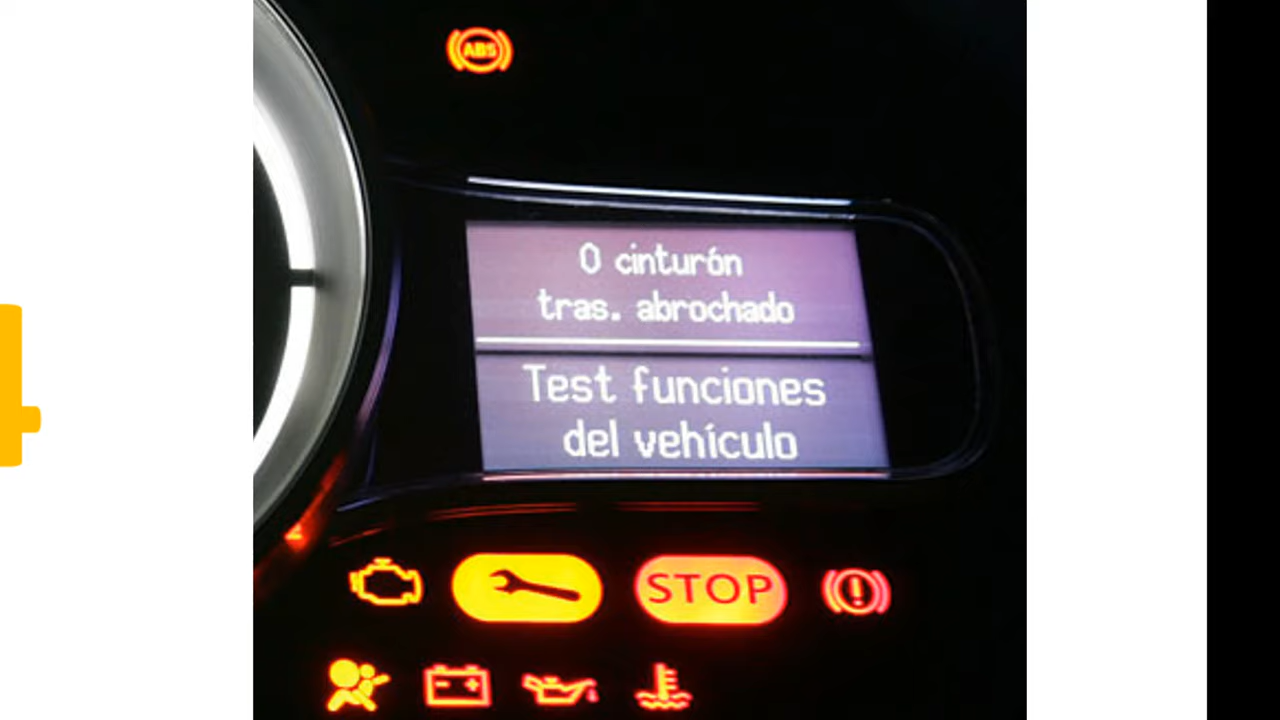 ABS
0 cinturón
tras. abrochado
Test funciones
del vehículo
STOP